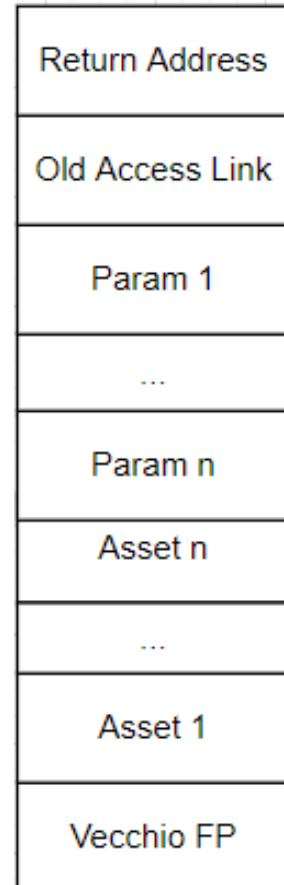 Return Address
Old Access Link
Param 1
...
Param n
Asset n
...
Asset 1
Vecchio FP